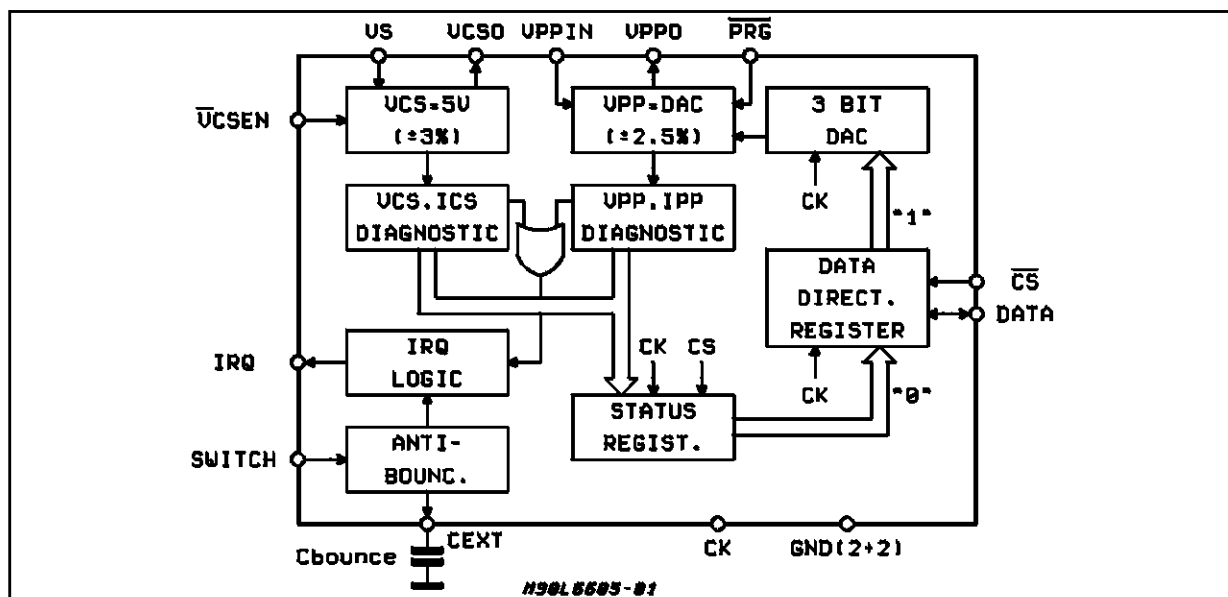 VS VCSO VPPIN VPPO PRG
VCSEN
VCS=5V
(±3%)
VPP=DAC
(±2.5%)
3 BIT
DAC
VCS.ICS
DIAGNOSTIC
VPP.IPP
DIAGNOSTIC
CK
"1"
DATA
DIRECT.
REGISTER
CS
DATA
IRQ
IRQ
LOGIC
CK CS
CK
"0"
STATUS
REGIST.
SWITCH
ANTI-
BOUNC.
Cbounce
CEXT
CK
GND(2+2)
M90L6605-01